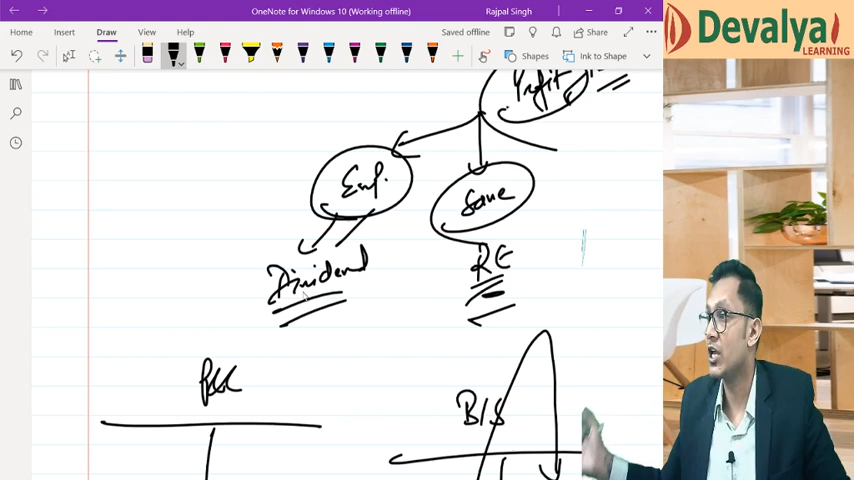 OneNote for Windows 10 (Working offline)
Rajpal Singh
Home Insert Draw View Help
Saved offline
Share
Shapes
Ink to Shape
Devalya
LEARNING
Profit
Enf.
Save
Dividend
RE
B/S